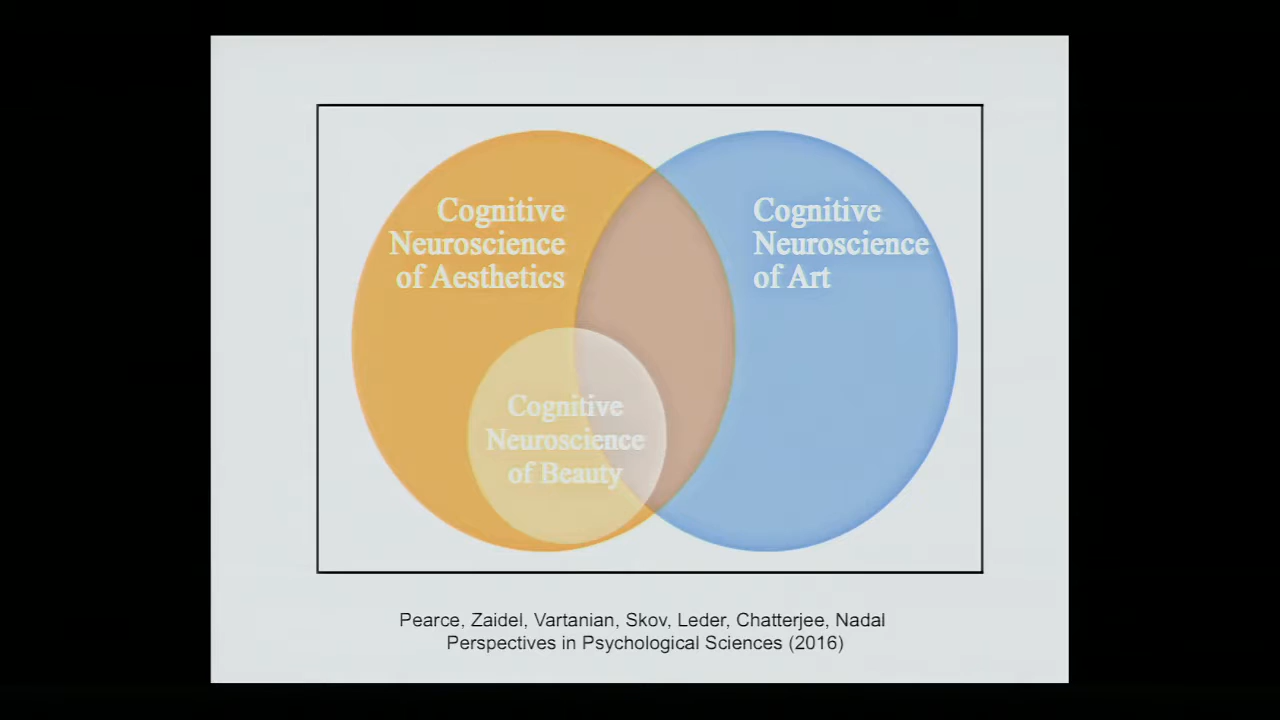 Cognitive
Neuroscience
of Aesthetics
Cognitive
Neuroscience
of Art
Cognitive
Neuroscience
of Beauty
Pearce, Zaidel, Vartanian, Skov, Leder, Chatterjee, Nadal
Perspectives in Psychological Sciences (2016)